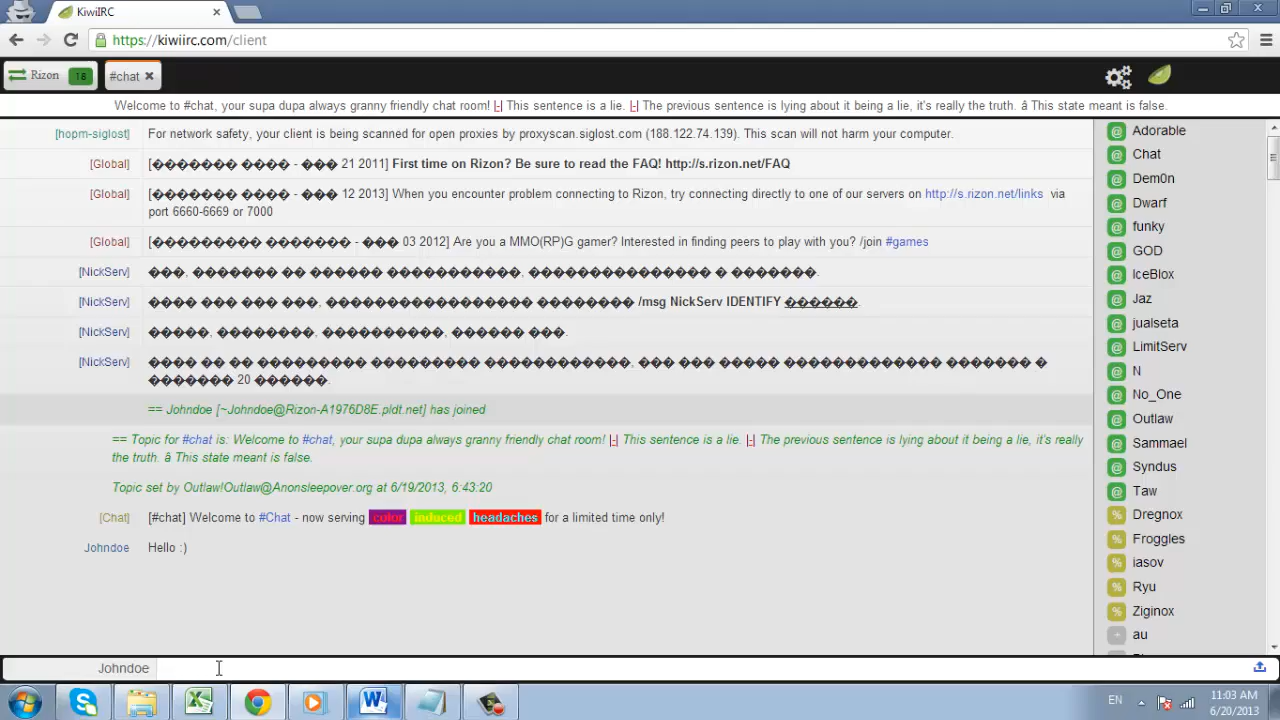 KiwiIRC
https://kiwiirc.com/client
Rizon 18 #chat
Welcome to #chat, your supa dupa always granny friendly chat room! |-| This sentence is a lie. |-| The previous sentence is lying about it being a lie, it's really the truth. â This state meant is false.
[hopm-siglost] For network safety, your client is being scanned for open proxies by proxyscan.siglost.com (188.122.74.139). This scan will not harm your computer.
[Global] [������� ���� - ��� 21 2011] First time on Rizon? Be sure to read the FAQ! http://s.rizon.net/FAQ
[Global] [������� ���� - ��� 12 2013] When you encounter problem connecting to Rizon, try connecting directly to one of our servers on http://s.rizon.net/links via
port 6660-6669 or 7000
[Global] [��������� ������� - ��� 03 2012] Are you a MMO(RP)G gamer? Interested in finding peers to play with you? /join #games
[NickServ]
[NickServ] /msg NickServ IDENTIFY
[NickServ]
[NickServ]
20
== Johndoe [~Johndoe@Rizon-A1976D8E.pldt.net] has joined
== Topic for #chat is: Welcome to #chat, your supa dupa always granny friendly chat room! |-| This sentence is a lie. |-| The previous sentence is lying about it being a lie, it's really
the truth. â This state meant is false.
Topic set by Outlaw!Outlaw@Anonsleepover.org at 6/19/2013, 6:43:20
[Chat] [#chat] Welcome to #Chat - now serving color induced headaches for a limited time only!
Johndoe Hello :)
@ Adorable
@ Chat
@ Dem0n
@ Dwarf
@ funky
@ GOD
@ IceBlox
@ Jaz
@ jualseta
@ LimitServ
@ N
@ No_One
@ Outlaw
@ Sammael
@ Syndus
@ Taw
% Dregnox
% Froggles
% iasov
% Ryu
% Ziginox
+ au
Johndoe
EN
11:03 AM
6/20/2013